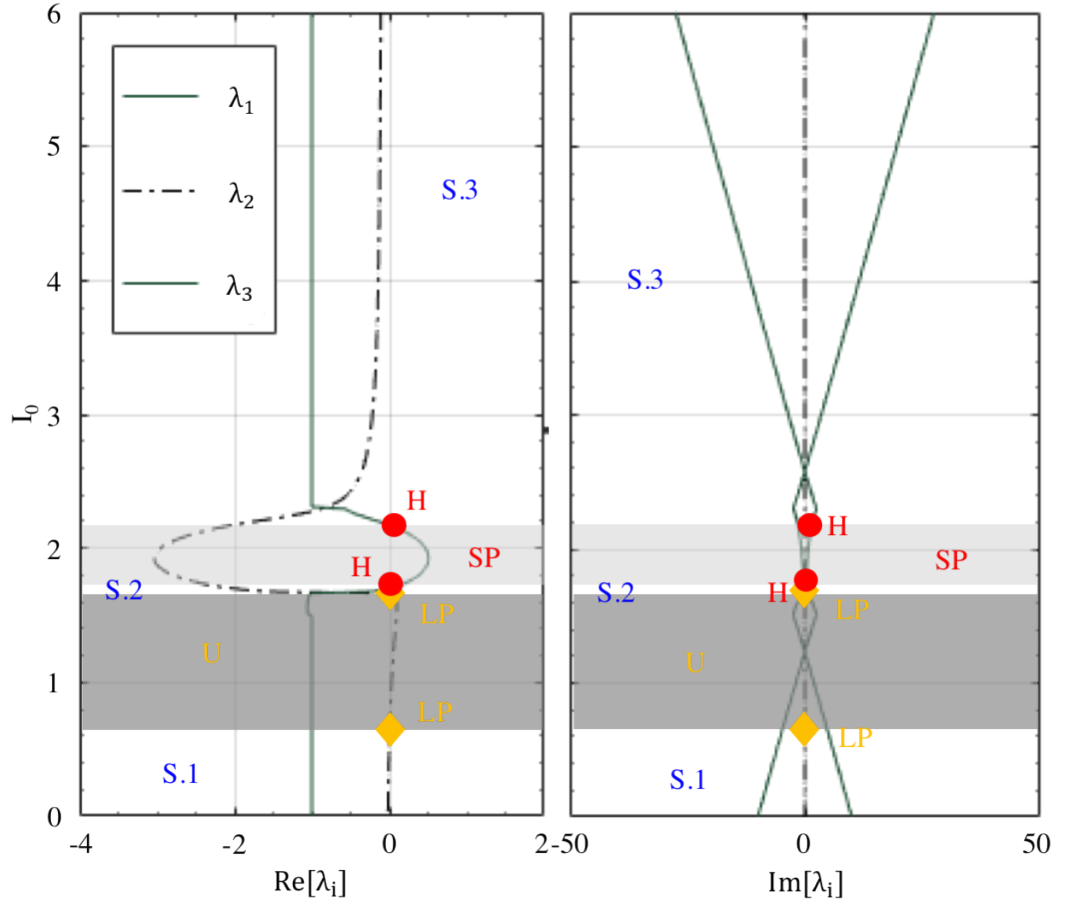 6
5
4
3
2
1
0
I₀
λ₁
λ₂
λ₃
S.3
H
H
SP
S.2
LP
U
LP
S.1
-4
-2
0
2
Re[λᵢ]
S.3
H
SP
H
S.2
LP
U
LP
S.1
-50
0
50
Im[λᵢ]